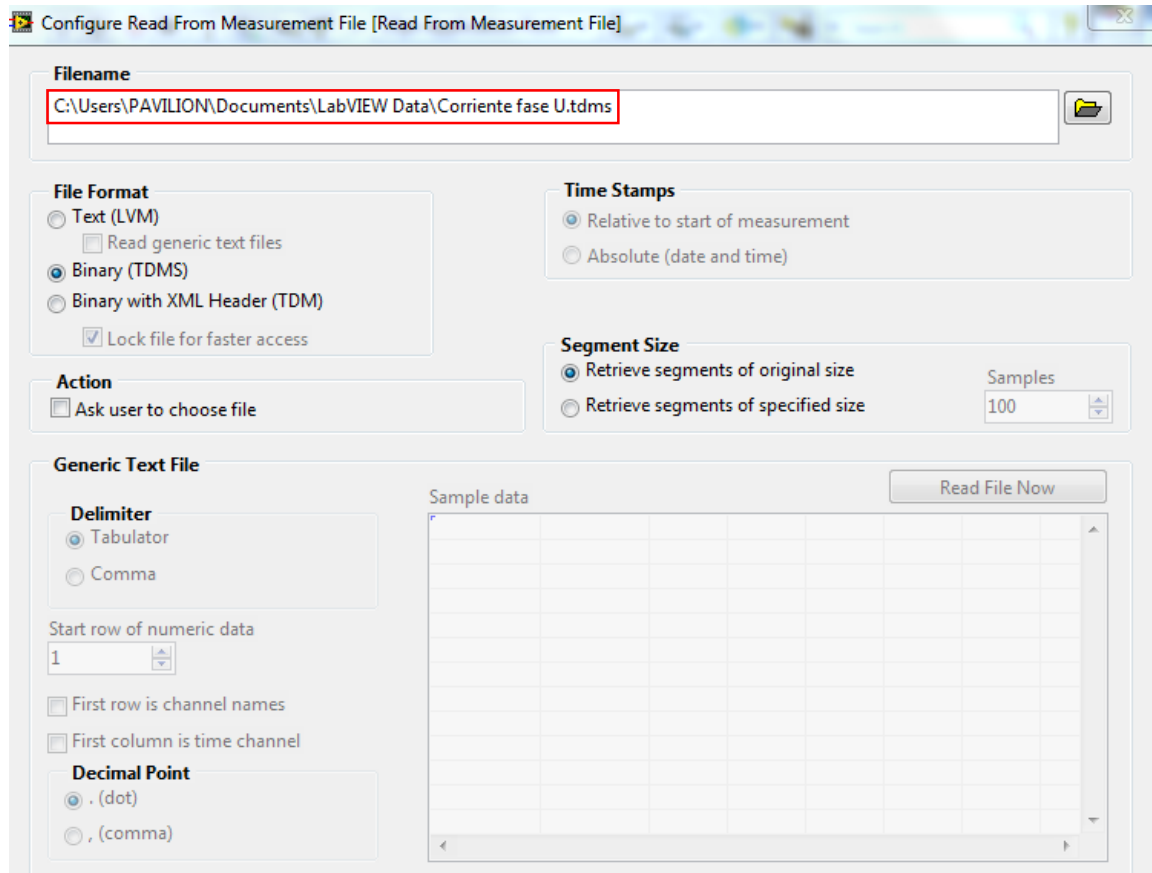 Configure Read From Measurement File [Read From Measurement File]
Filename
C:\Users\PAVILION\Documents\LabVIEW Data\Corriente fase U.tdms
File Format
Text (LVM)
Read generic text files
Binary (TDMS)
Binary with XML Header (TDM)
Lock file for faster access
Time Stamps
Relative to start of measurement
Absolute (date and time)
Action
Ask user to choose file
Segment Size
Retrieve segments of original size
Retrieve segments of specified size
Samples
100
Generic Text File
Delimiter
Tabulator
Comma
Start row of numeric data
1
First row is channel names
First column is time channel
Decimal Point
. (dot)
, (comma)
Sample data
Read File Now